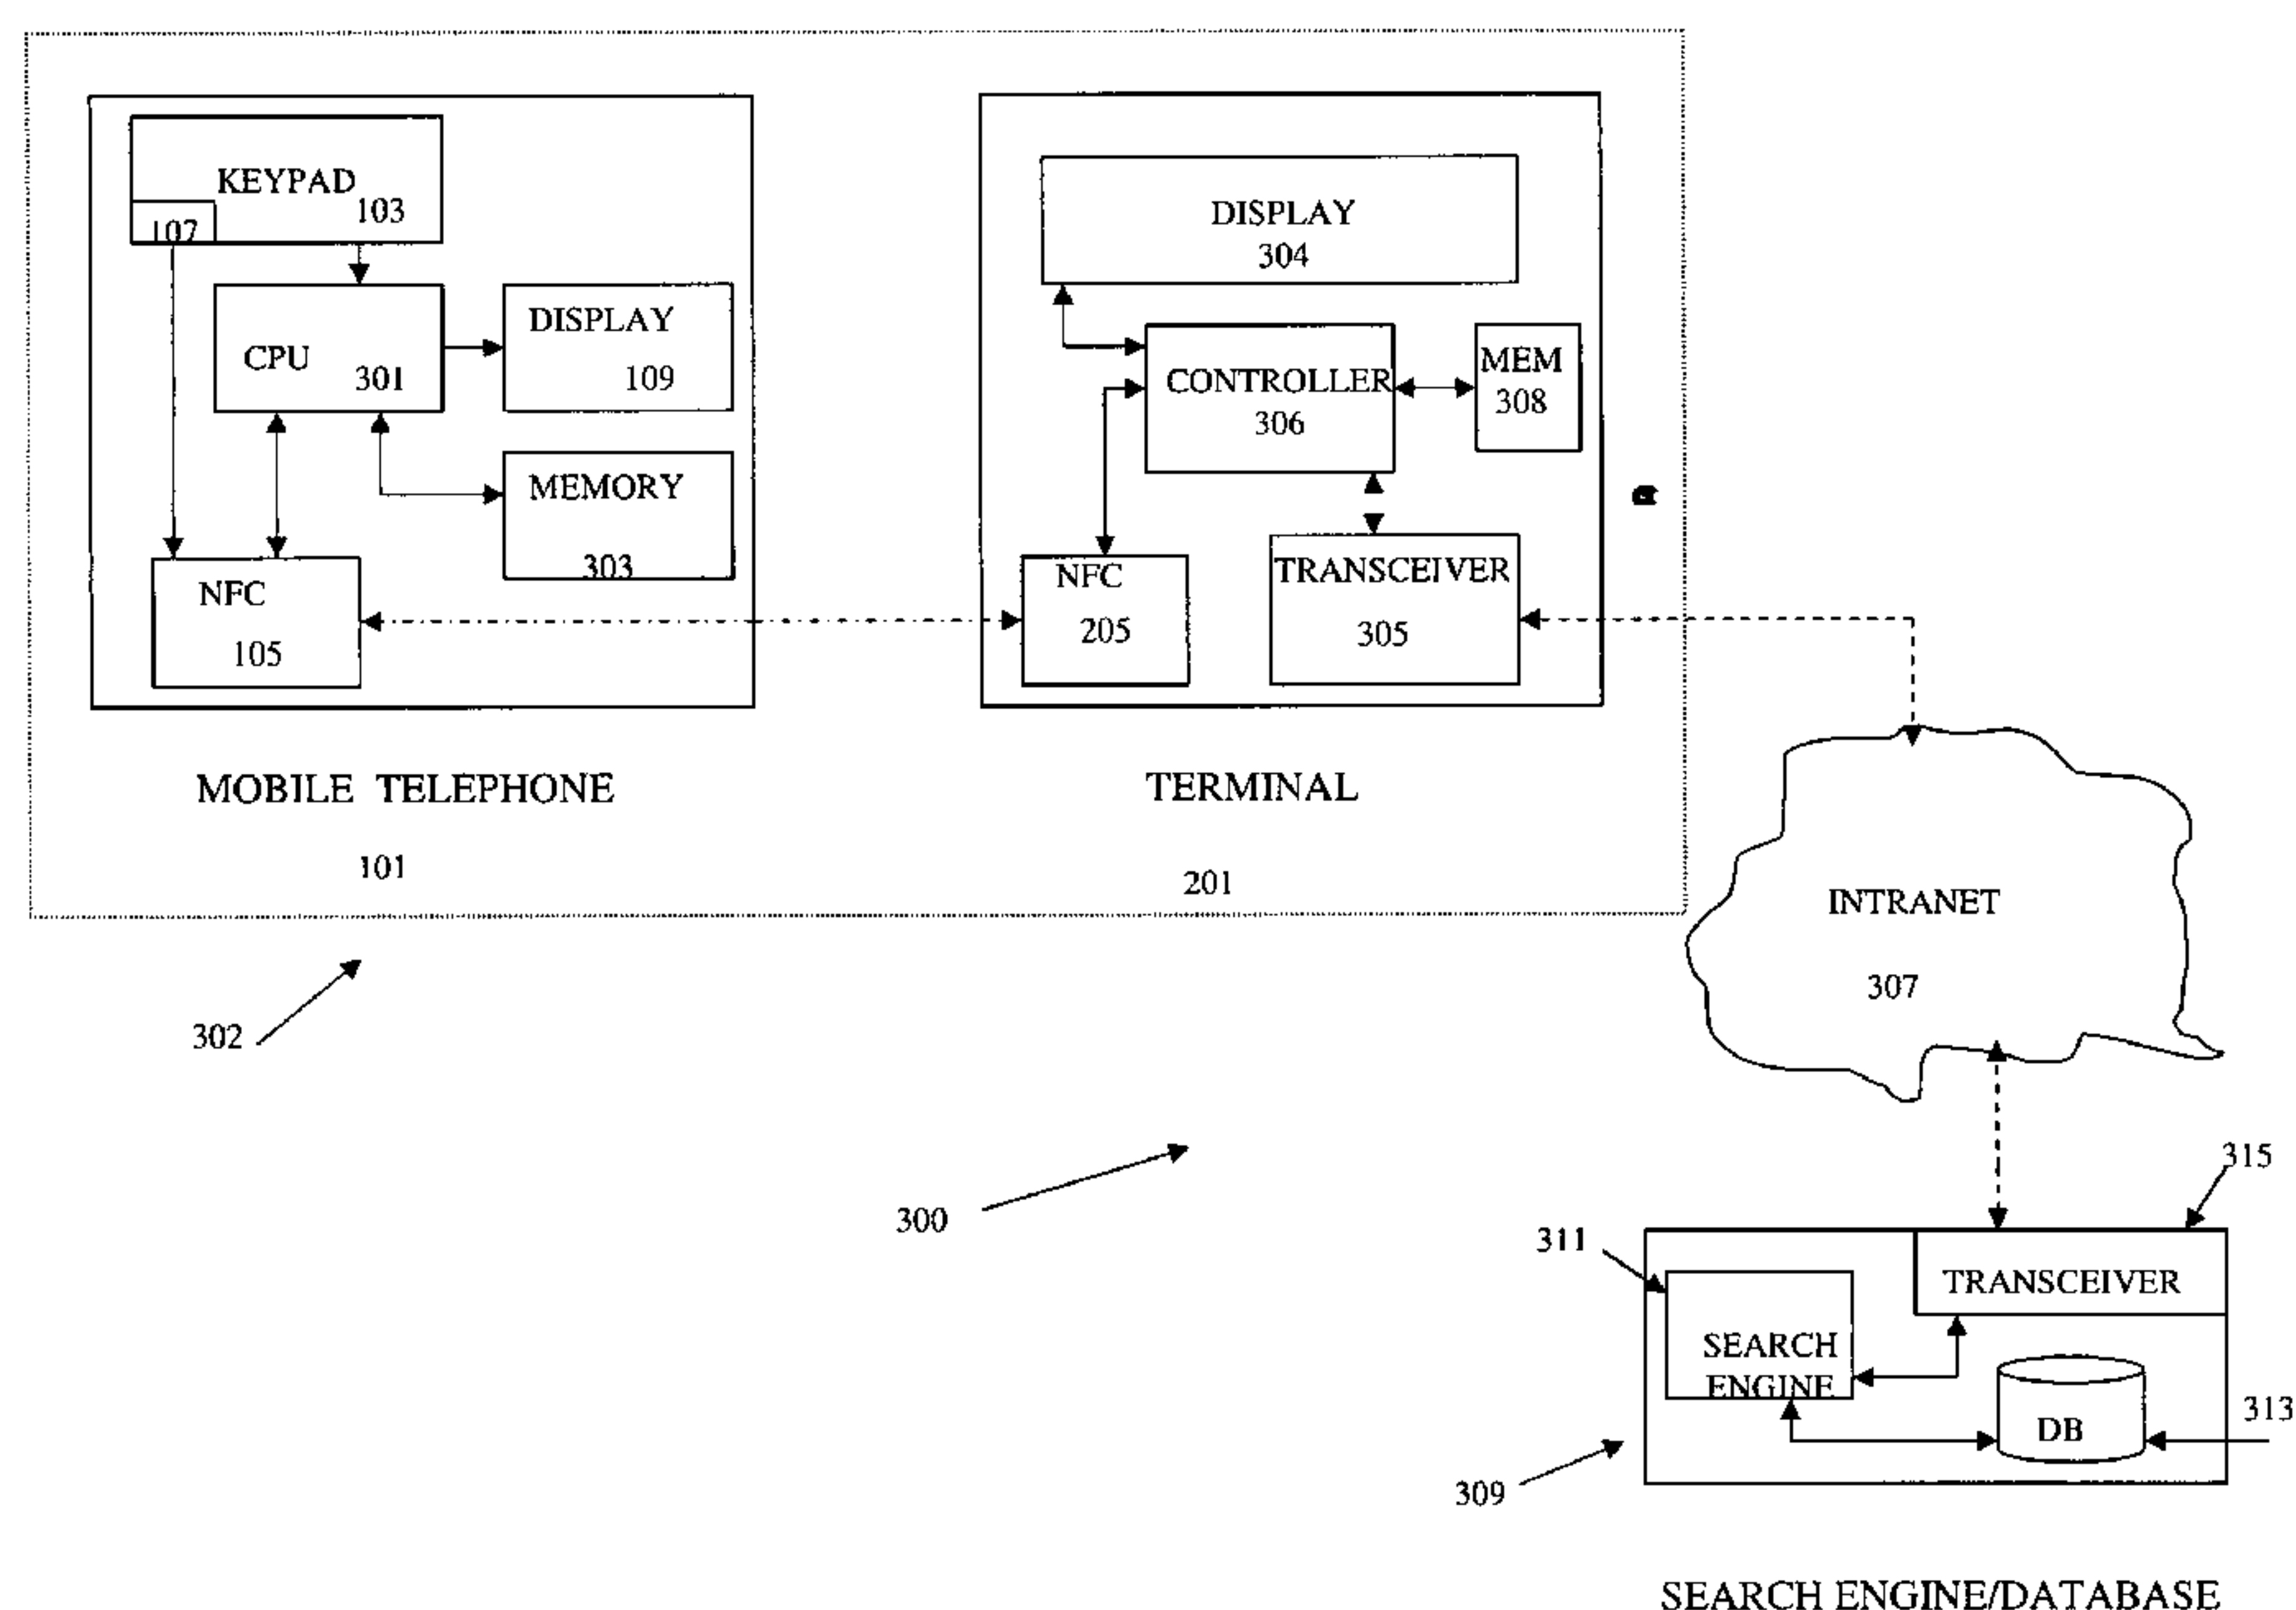 KEYPAD
103
107
CPU
301
DISPLAY
109
MEMORY
303
NFC
105
MOBILE TELEPHONE
101
DISPLAY
304
CONTROLLER
306
MEM
308
NFC
205
TRANSCEIVER
305
TERMINAL
201
302
300
INTRANET
307
315
311
TRANSCEIVER
SEARCH
ENGINE
DB
313
309
SEARCH ENGINE/DATABASE